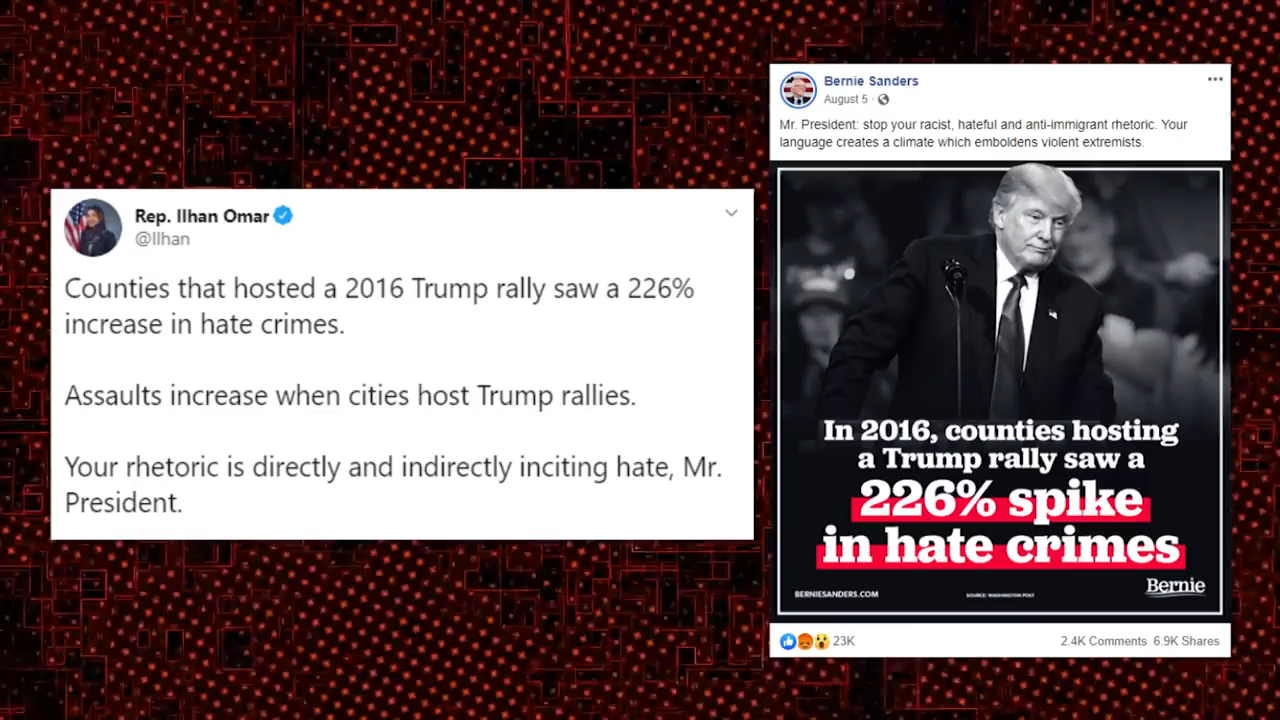 Rep. Ilhan Omar
@Ilhan
Counties that hosted a 2016 Trump rally saw a 226%
increase in hate crimes.
Assaults increase when cities host Trump rallies.
Your rhetoric is directly and indirectly inciting hate, Mr.
President.
Bernie Sanders
August 5 ·
Mr. President: stop your racist, hateful and anti-immigrant rhetoric. Your
language creates a climate which emboldens violent extremists.
In 2016, counties hosting
a Trump rally saw a
226% spike
in hate crimes
BERNIESANDERS.COM
SOURCE: WASHINGTON POST
Bernie
23K
2.4K Comments 6.9K Shares